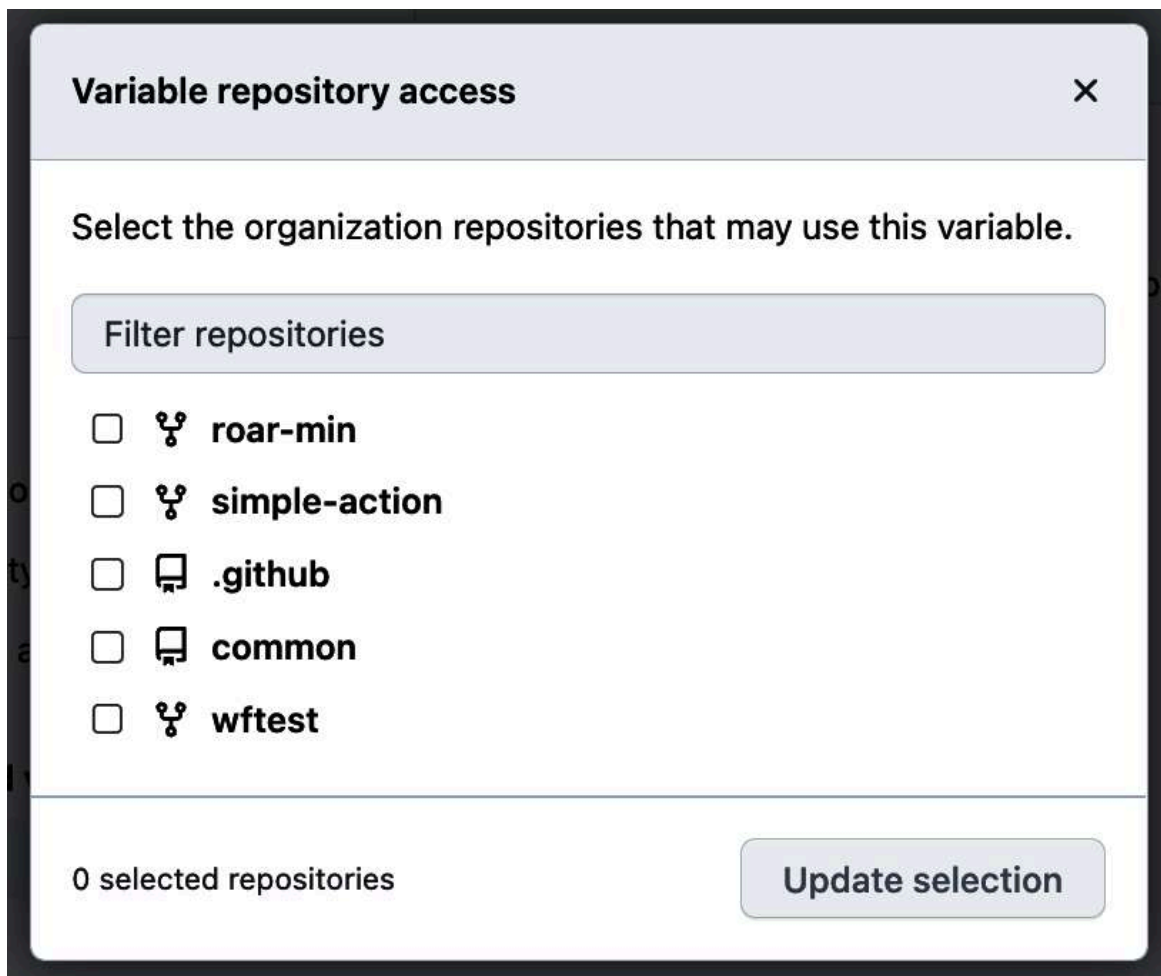 Variable repository access
Select the organization repositories that may use this variable.
Filter repositories
roar-min
simple-action
.github
common
wftest
0 selected repositories
Update selection